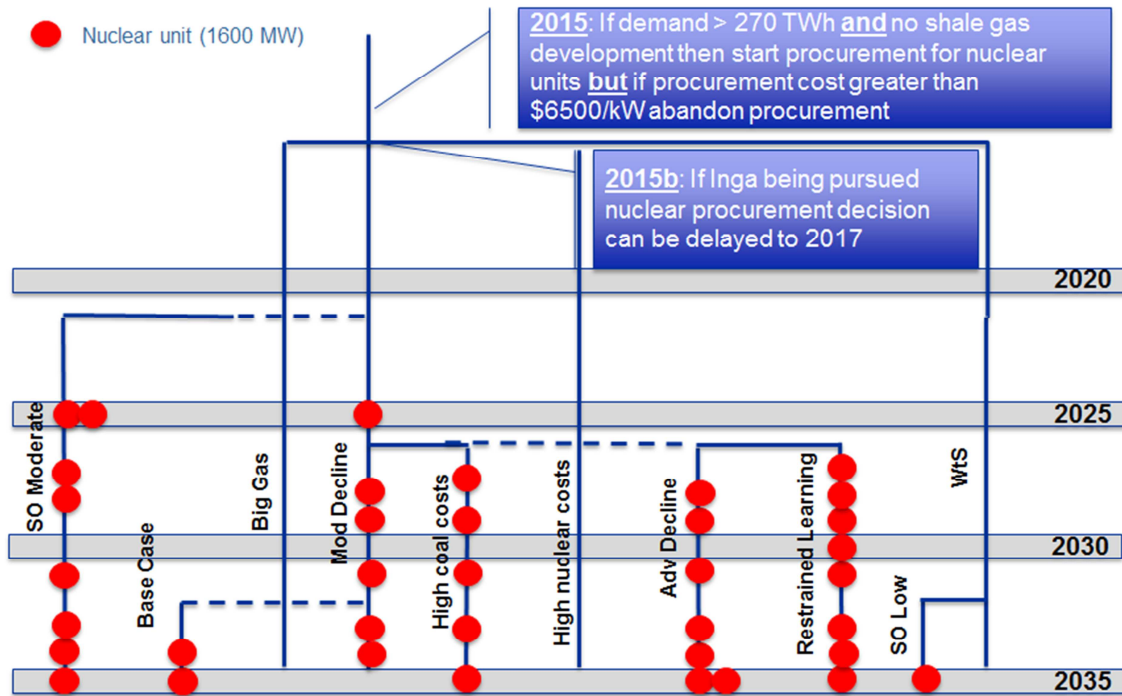 Nuclear unit (1600 MW)
2015: If demand > 270 TWh and no shale gas
development then start procurement for nuclear
units but if procurement cost greater than
$6500/kW abandon procurement
2015b: If Inga being pursued
nuclear procurement decision
can be delayed to 2017
2020
2025
2030
2035
SO Moderate
Base Case
Big Gas
Mod Decline
High coal costs
High nuclear costs
Adv Decline
Restrained Learning
SO Low
WtS